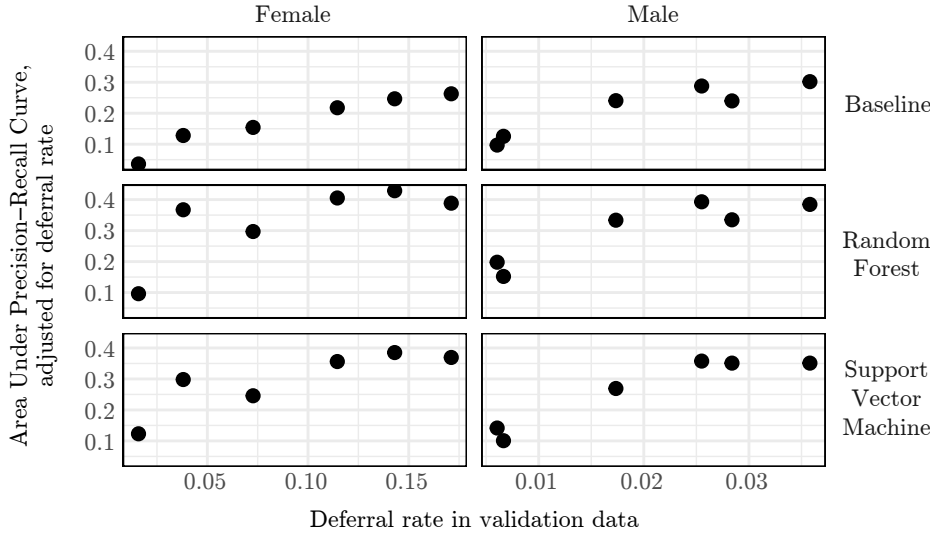 Female
Male
Area Under Precision–Recall Curve,
adjusted for deferral rate
0.4
0.3
0.2
0.1
Baseline
0.4
0.3
0.2
0.1
Random
Forest
0.4
0.3
0.2
0.1
Support
Vector
Machine
0.05
0.10
0.15
0.01
0.02
0.03
Deferral rate in validation data